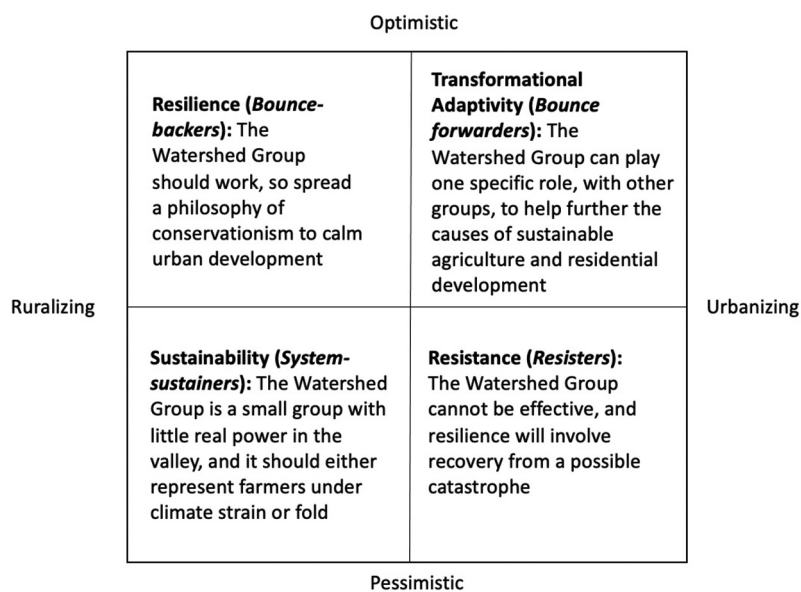 Optimistic
Resilience (Bounce-
backers): The
Watershed Group
should work, so spread
a philosophy of
conservationism to calm
urban development
Transformational
Adaptivity (Bounce
forwarders): The
Watershed Group can play
one specific role, with other
groups, to help further the
causes of sustainable
agriculture and residential
development
Ruralizing
Urbanizing
Sustainability (System-
sustainers): The Watershed
Group is a small group with
little real power in the
valley, and it should either
represent farmers under
climate strain or fold
Resistance (Resisters):
The Watershed Group
cannot be effective, and
resilience will involve
recovery from a possible
catastrophe
Pessimistic